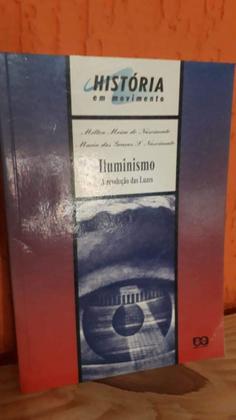 HISTÓRIA
em movimento
Milton Meira do Nascimento
Maria das Graças S. Nascimento
Iluminismo
A revolução das Luzes